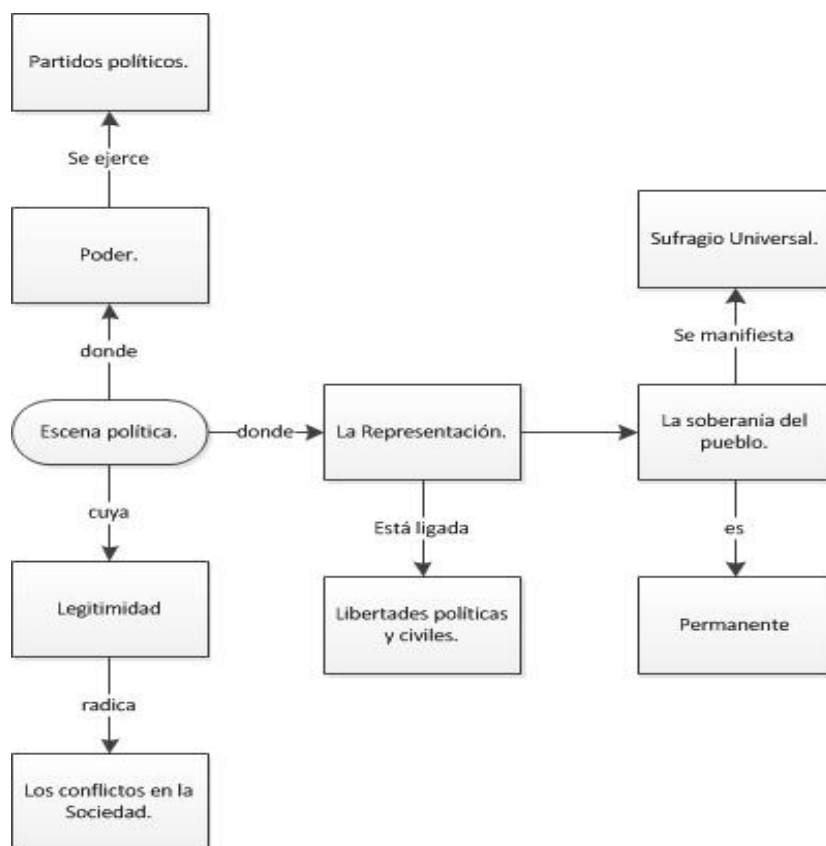 Partidos políticos.
Se ejerce
Poder.
Sufragio Universal.
Se manifiesta
donde
Escena política.
donde
La Representación.
La soberanía del
pueblo.
cuya
Está ligada
es
Legitimidad
Libertades políticas
y civiles.
Permanente
radica
Los conflictos en la
Sociedad.